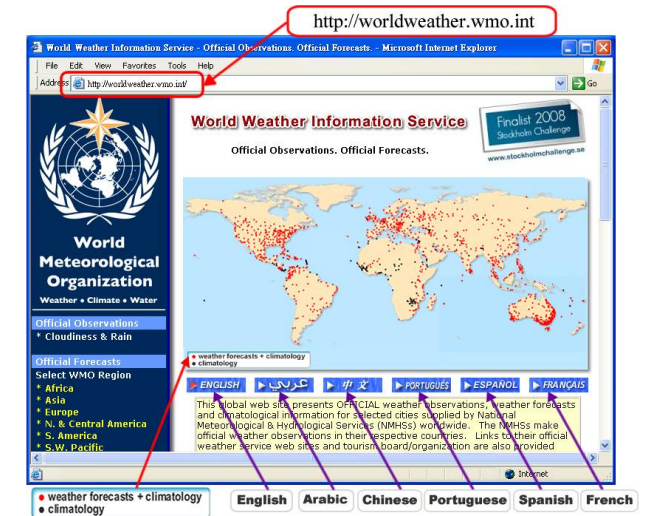 http://worldweather.wmo.int
World Weather Information Service - Official Observations. Official Forecasts. - Microsoft Internet Explorer
File Edit View Favorites Tools Help
Address http://worldweather.wmo.int/ Go
World Weather Information Service
Official Observations. Official Forecasts.
Finalist 2008
Stockholm Challenge
www.stockholmchallenge.se
World
Meteorological
Organization
Weather • Climate • Water
Official Observations
* Cloudiness & Rain
Official Forecasts
Select WMO Region
* Africa
* Asia
* Europe
* N. & Central America
* S. America
* S.W. Pacific
• weather forecasts + climatology
• climatology
ENGLISH عربي 中文 PORTUGUÊS ESPAÑOL FRANÇAIS
This global web site presents OFFICIAL weather observations, weather forecasts
and climatological information for selected cities supplied by National
Meteorological & Hydrological Services (NMHSs) worldwide. The NMHSs make
official weather observations in their respective countries. Links to their official
weather service web sites and tourism board/organization are also provided
Internet
• weather forecasts + climatology
• climatology
English Arabic Chinese Portuguese Spanish French